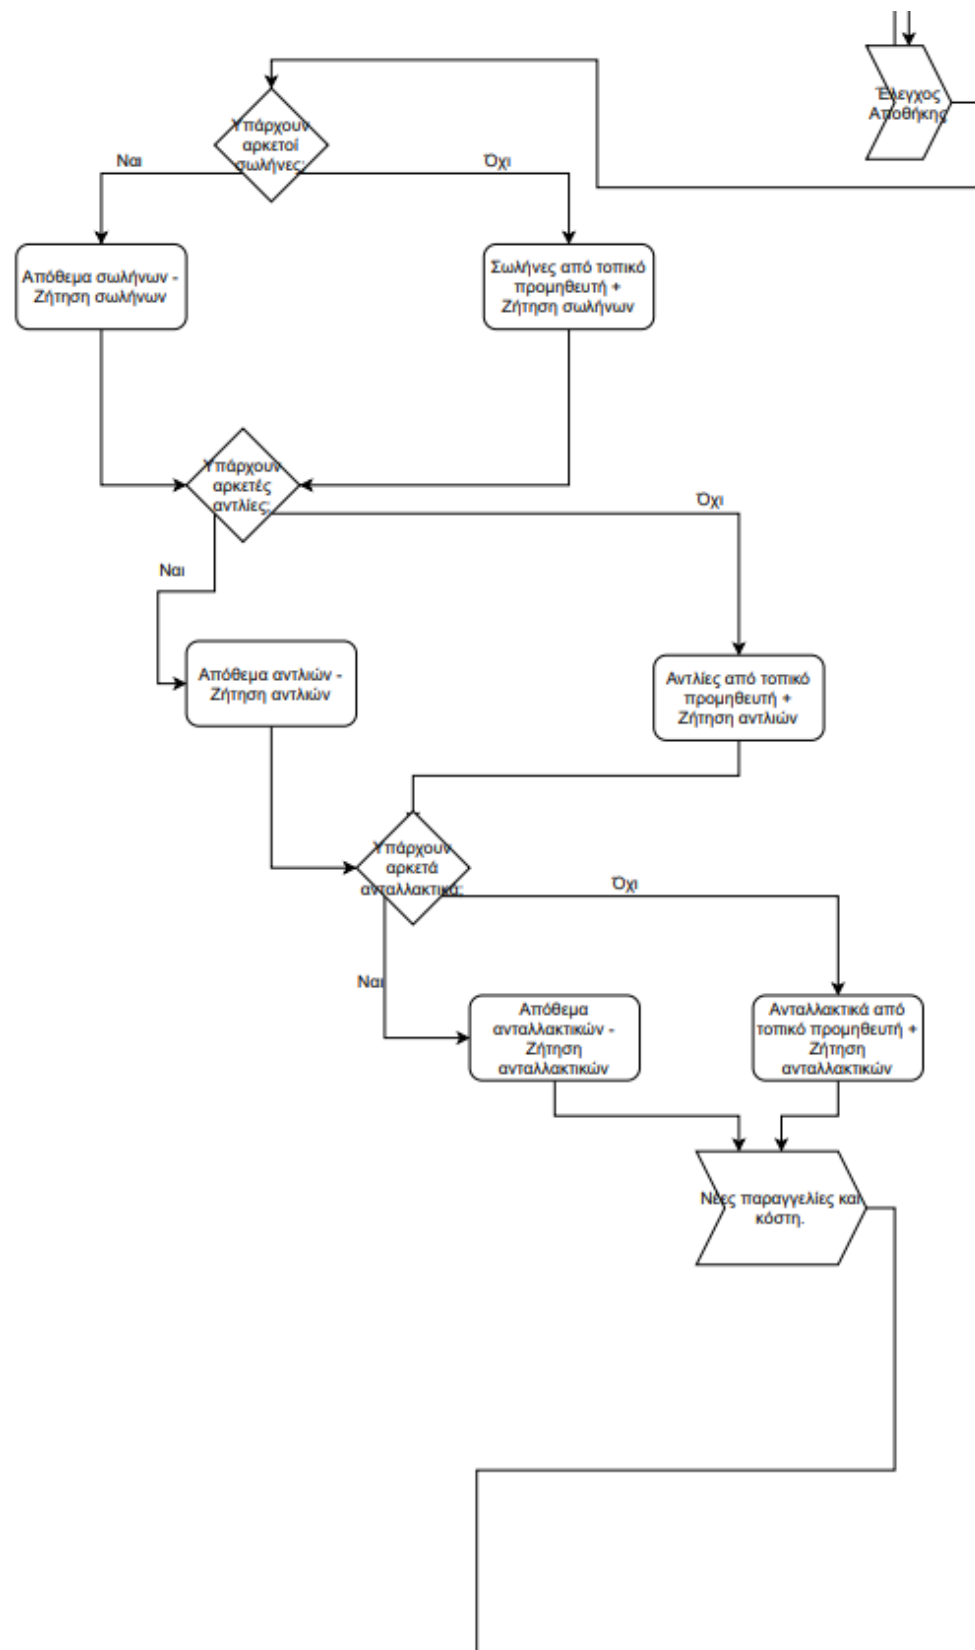 Έλεγχος
Αποθήκης
Υπάρχουν
αρκετοί
σωλήνες;
Ναι
Όχι
Απόθεμα σωλήνων -
Ζήτηση σωλήνων
Σωλήνες από τοπικό
προμηθευτή +
Ζήτηση σωλήνων
Υπάρχουν
αρκετές
αντλίες;
Όχι
Ναι
Απόθεμα αντλιών -
Ζήτηση αντλιών
Αντλίες από τοπικό
προμηθευτή +
Ζήτηση αντλιών
Υπάρχουν
αρκετά
ανταλλακτικά;
Όχι
Ναι
Απόθεμα
ανταλλακτικών -
Ζήτηση
ανταλλακτικών
Ανταλλακτικά από
τοπικό προμηθευτή +
Ζήτηση
ανταλλακτικών
Νέες παραγγελίες και
κόστη.